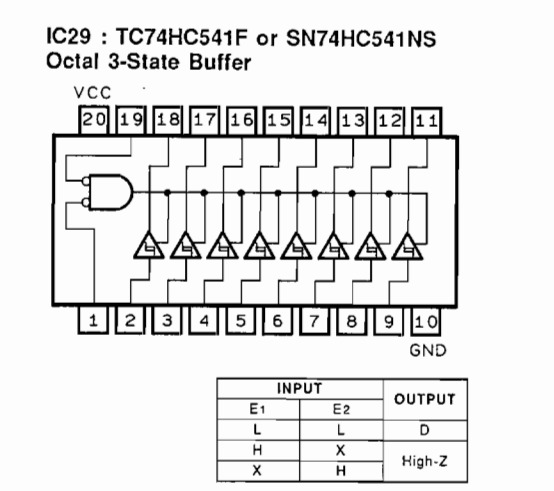 IC29 : TC74HC541F or SN74HC541NS
Octal 3-State Buffer
VCC
20 19 18 17 16 15 14 13 12 11
1 2 3 4 5 6 7 8 9 10
GND
INPUT OUTPUT
E1 E2
L L D
H X High-Z
X H